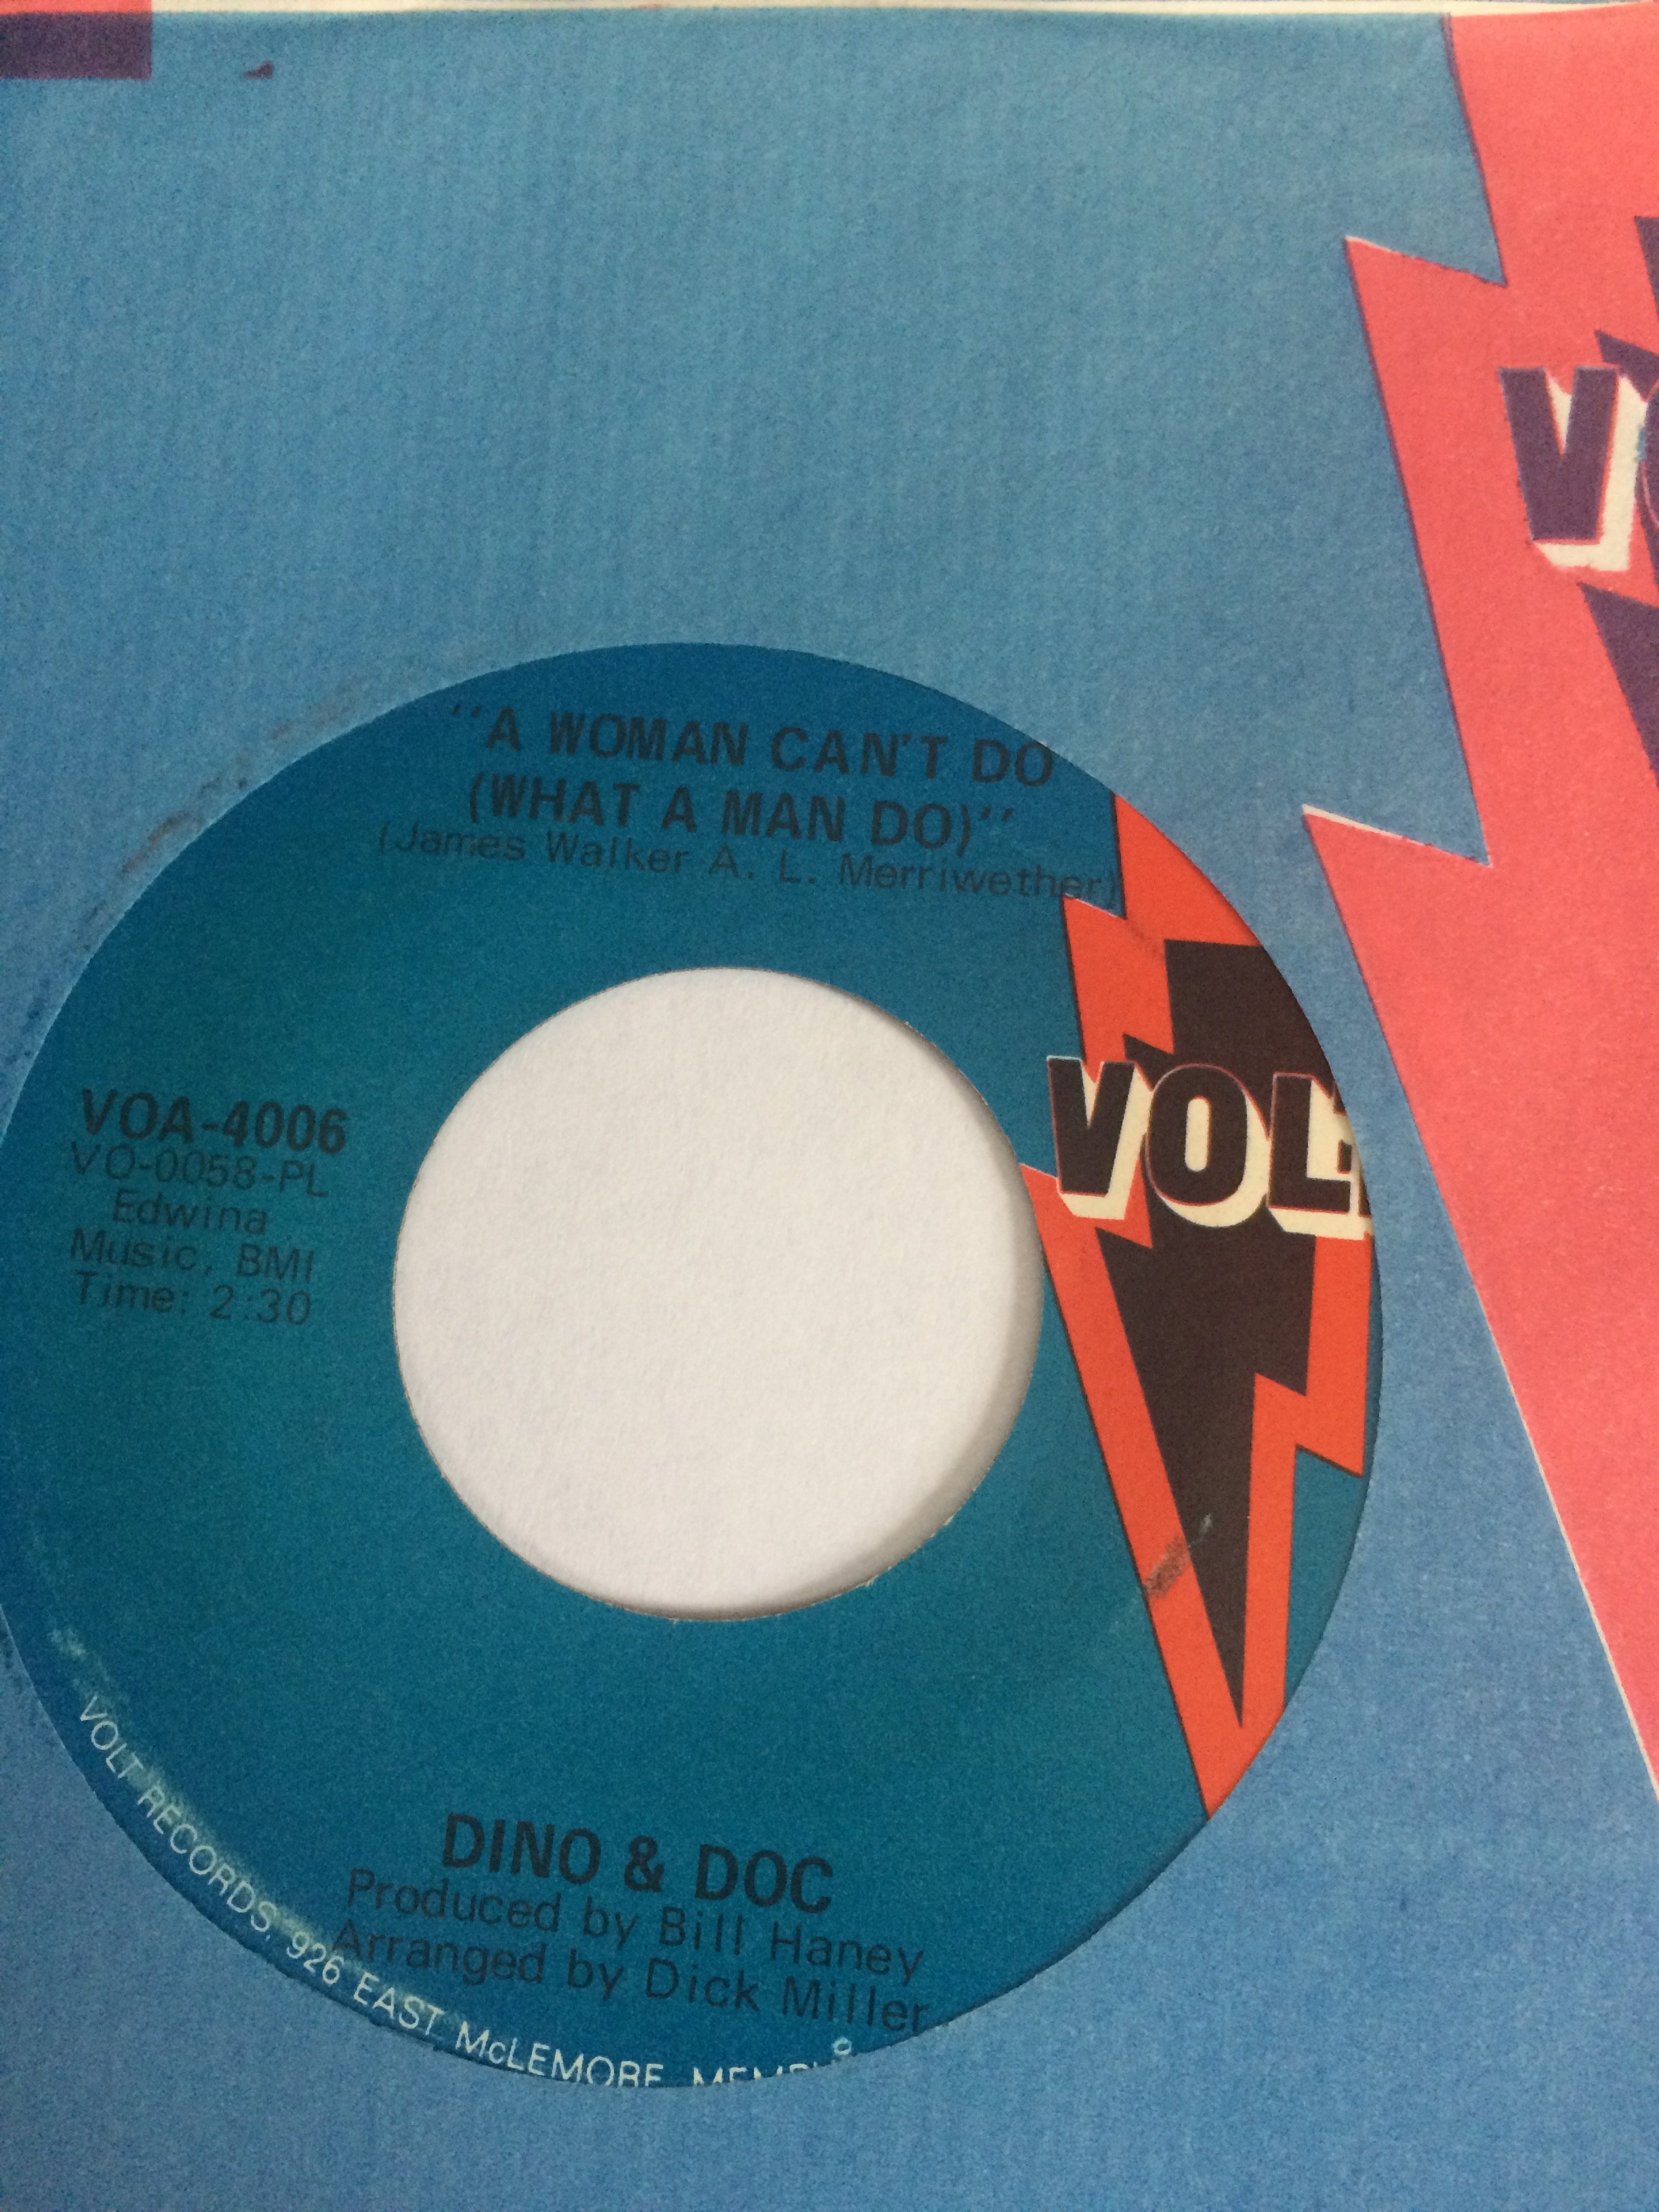 "A WOMAN CAN'T DO
(WHAT A MAN DO)"
(James Walker A. L. Merriwether)
VOLT
VOA-4006
VO-0058-PL
Edwina
Music, BMI
Time: 2:30
DINO & DOC
Produced by Bill Haney
Arranged by Dick Miller
VOLT RECORDS, 926 EAST McLEMORE, MEMPHIS